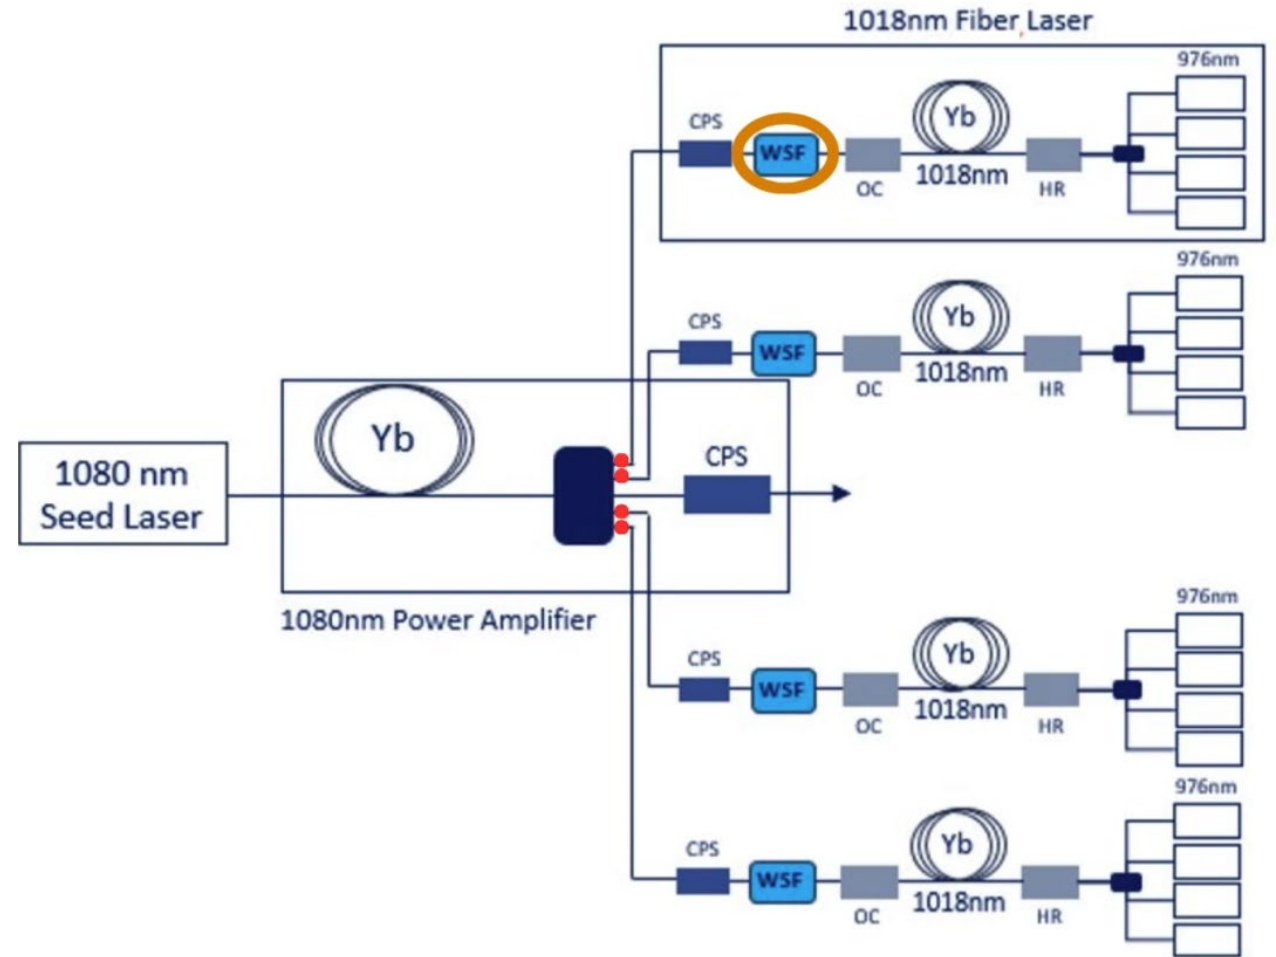 1018nm Fiber Laser
976nm
CPS
WSF
OC
Yb
1018nm
HR
976nm
CPS
WSF
OC
Yb
1018nm
HR
1080 nm
Seed Laser
Yb
CPS
1080nm Power Amplifier
976nm
CPS
WSF
OC
Yb
1018nm
HR
976nm
CPS
WSF
OC
Yb
1018nm
HR